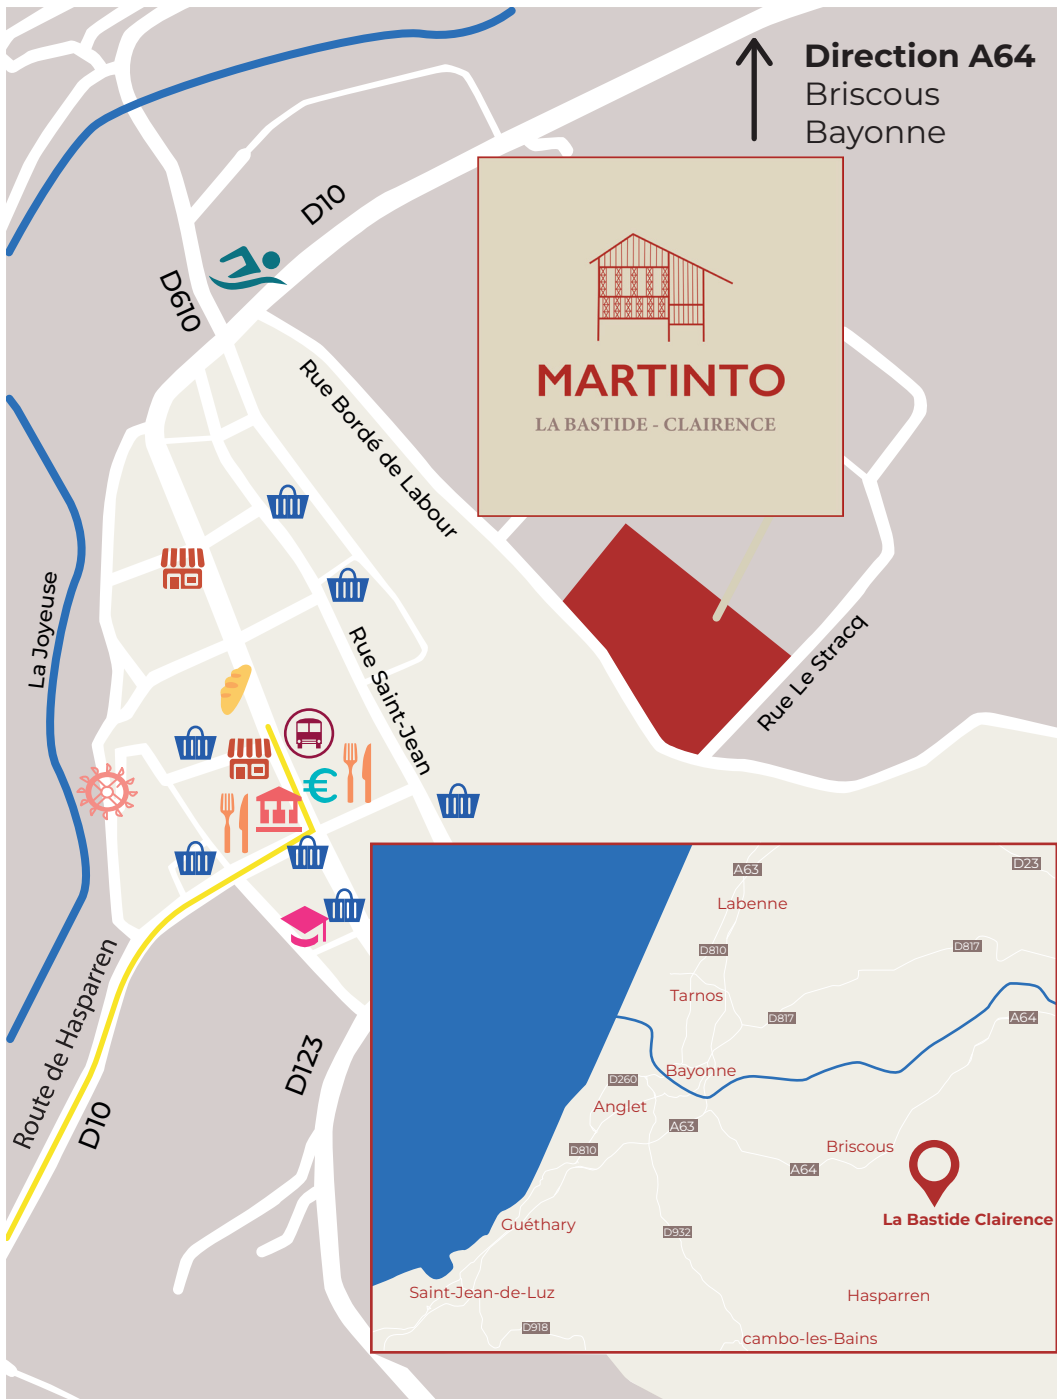 Direction A64
Briscous
Bayonne
D10
D610
MARTINTO
LA BASTIDE - CLAIRENCE
Rue Bordé de Labour
La Joyeuse
Rue Saint-Jean
Rue Le Stracq
€
Route de Hasparren
D10
D123
A63
D23
Labenne
D810
D817
Tarnos
D817
A64
Bayonne
D260
Anglet
A63
D810
Briscous
A64
La Bastide Clairence
Guéthary
D932
Saint-Jean-de-Luz
Hasparren
D918
cambo-les-Bains